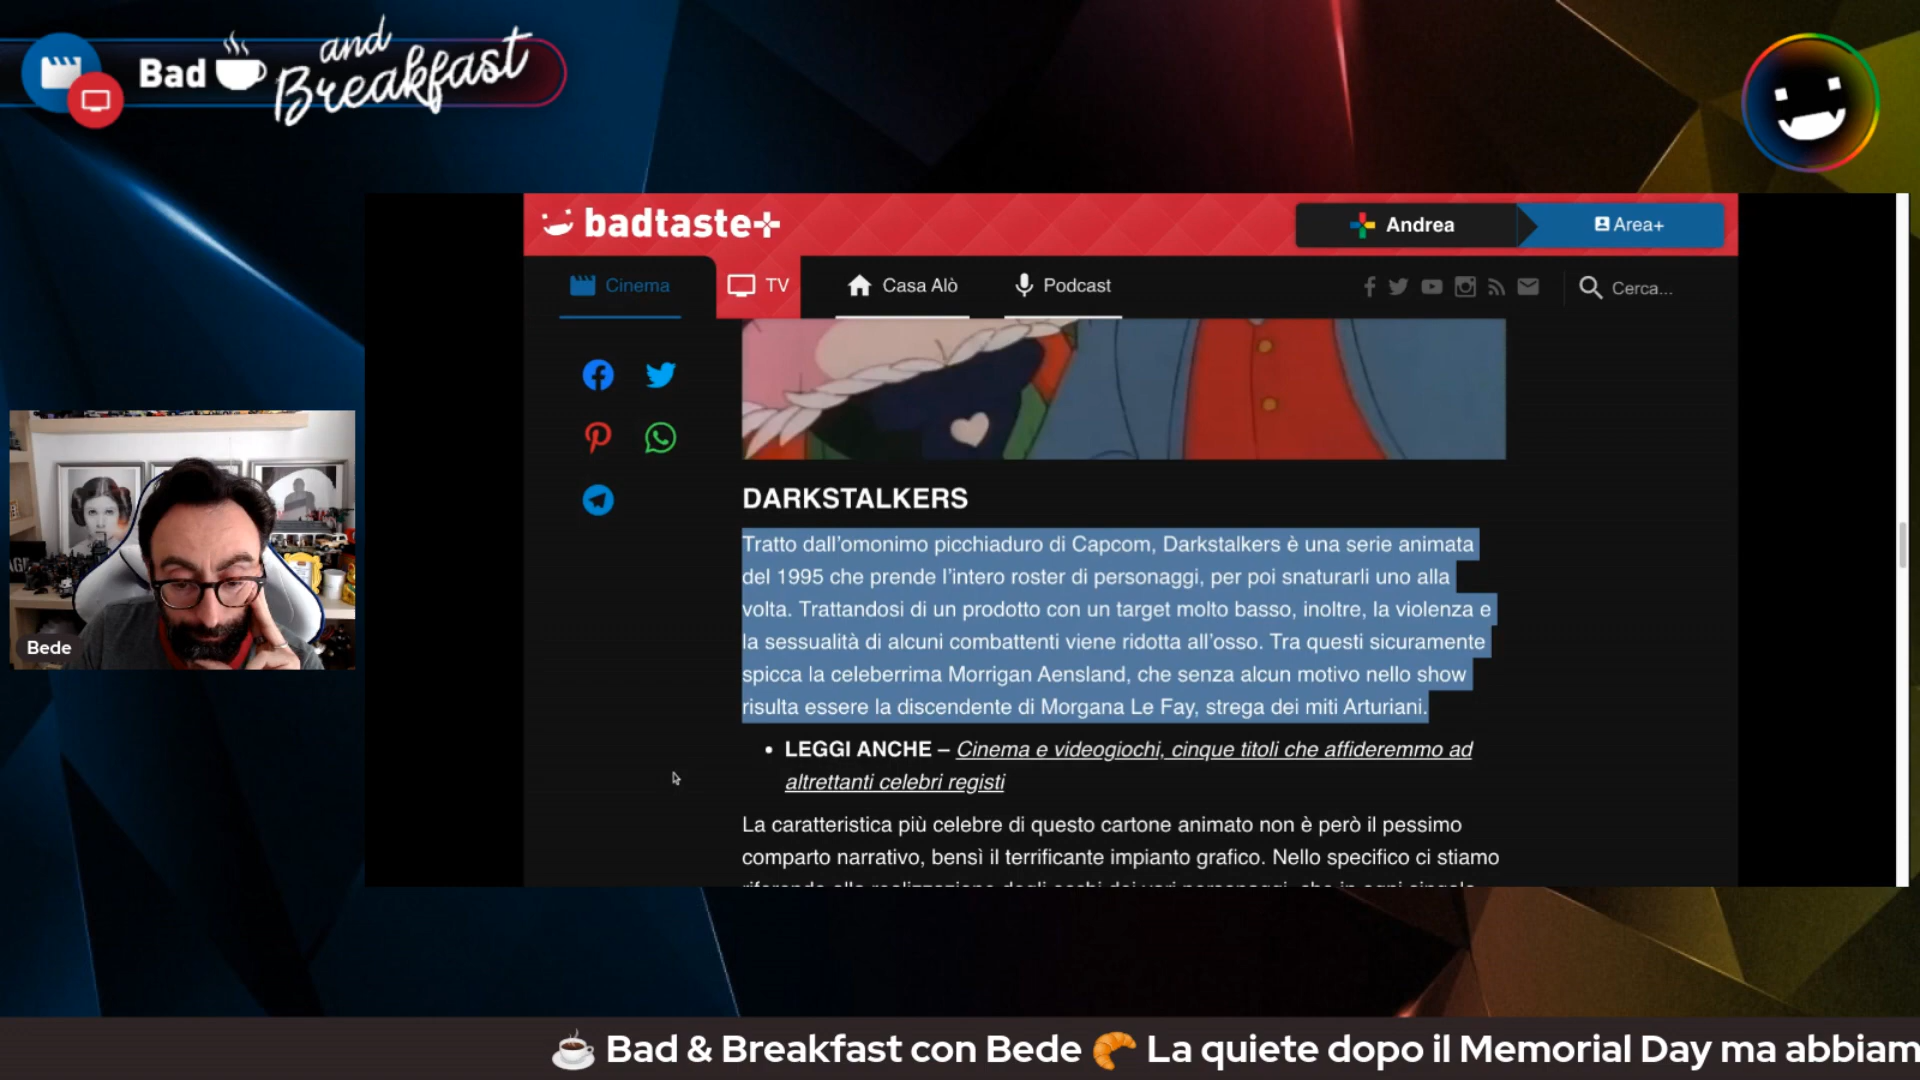 Bad and Breakfast
badtaste+
Andrea
Area+
Cinema
TV
Casa Alò
Podcast
Cerca...
DARKSTALKERS
Tratto dall'omonimo picchiaduro di Capcom, Darkstalkers è una serie animata
del 1995 che prende l'intero roster di personaggi, per poi snaturarli uno alla
volta. Trattandosi di un prodotto con un target molto basso, inoltre, la violenza e
la sessualità di alcuni combattenti viene ridotta all'osso. Tra questi sicuramente
spicca la celeberrima Morrigan Aensland, che senza alcun motivo nello show
risulta essere la discendente di Morgana Le Fay, strega dei miti Arturiani.
• LEGGI ANCHE – Cinema e videogiochi, cinque titoli che affideremmo ad
altrettanti celebri registi
La caratteristica più celebre di questo cartone animato non è però il pessimo
comparto narrativo, bensì il terrificante impianto grafico. Nello specifico ci stiamo
Bede
☕ Bad & Breakfast con Bede 🥐 La quiete dopo il Memorial Day ma abbiam